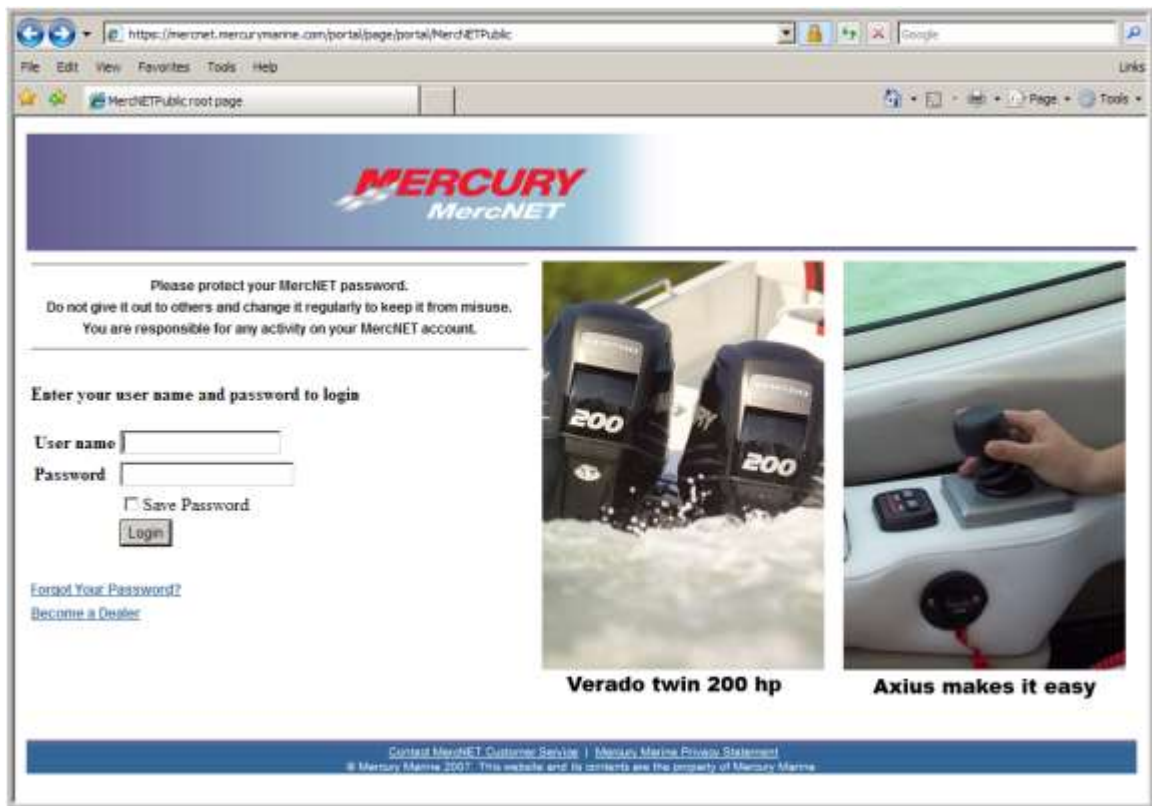 https://mercnet.mercurymarine.com/portal/page/portal/MercNETPublic
Google
File Edit View Favorites Tools Help
Links
MercNETPublic root page
Page Tools
MERCURY
MercNET
Please protect your MercNET password.
Do not give it out to others and change it regularly to keep it from misuse.
You are responsible for any activity on your MercNET account.
Enter your user name and password to login
User name
Password
Save Password
Login
Forgot Your Password?
Become a Dealer
200
200
Verado twin 200 hp
Axius makes it easy
Contact MercNET Customer Service | Mercury Marine Privacy Statement
© Mercury Marine 2007. This website and its contents are the property of Mercury Marine